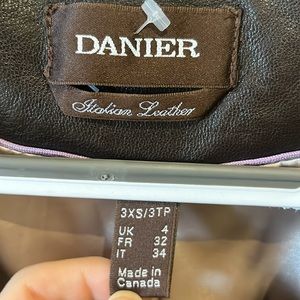 DANIER
Italian Leather
3XS/3TP
UK 4
FR 32
IT 34
Made in
Canada